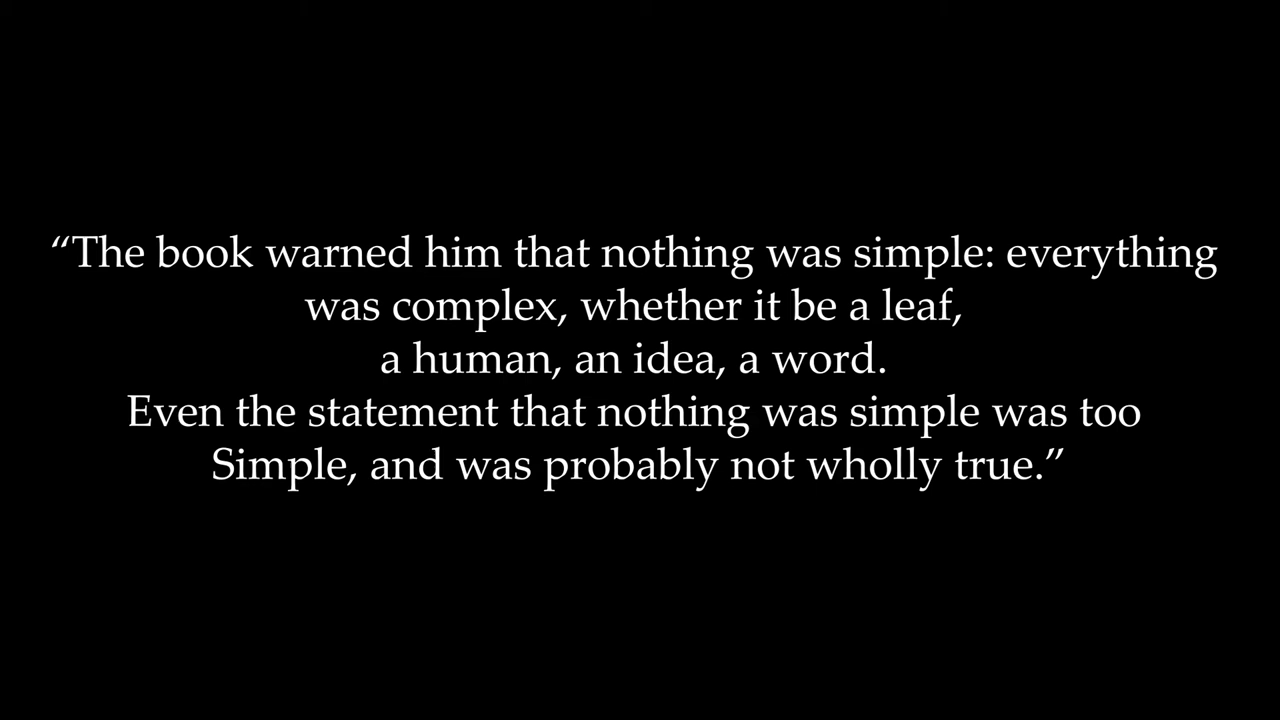 “The book warned him that nothing was simple: everything
was complex, whether it be a leaf,
a human, an idea, a word.
Even the statement that nothing was simple was too
Simple, and was probably not wholly true.”